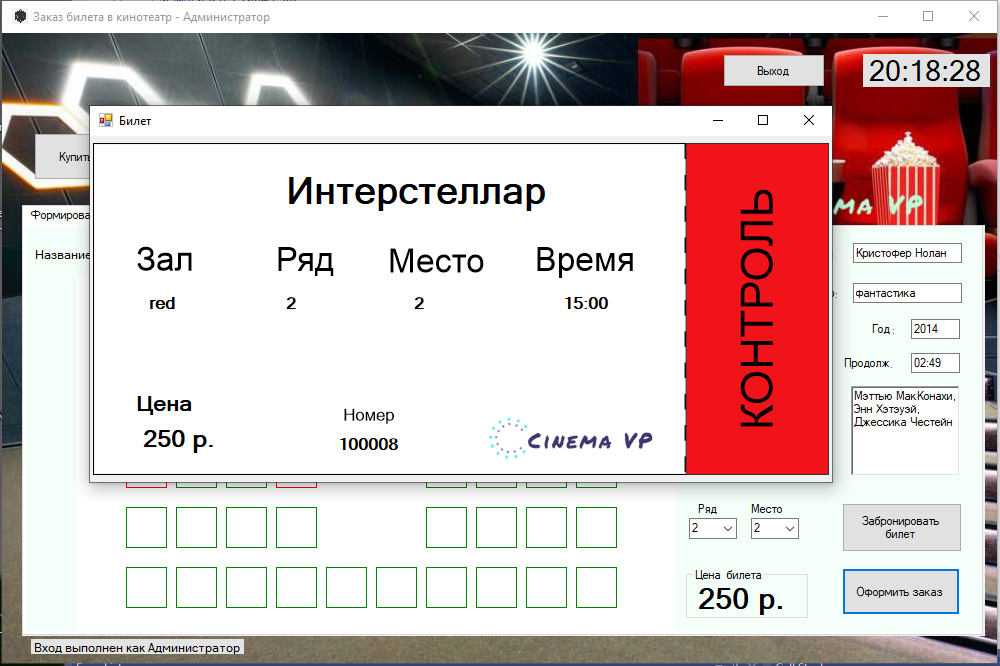 Заказ билета в кинотеатр - Администратор
Выход
20:18:28
Билет
Купить
Интерстеллар
Зал
Ряд
Место
Время
red
2
2
15:00
Цена
250 р.
Номер
100008
CINEMA VP
КОНТРОЛЬ
MA VP
Формирова
Название
Кристофер Нолан
фантастика
Год :
2014
Продолж.
02:49
Мэттью МакКонахи,
Энн Хэтэуэй,
Джессика Честейн
Ряд
Место
2
2
Забронировать
билет
Цена билета
250 р.
Оформить заказ
Вход выполнен как Администратор